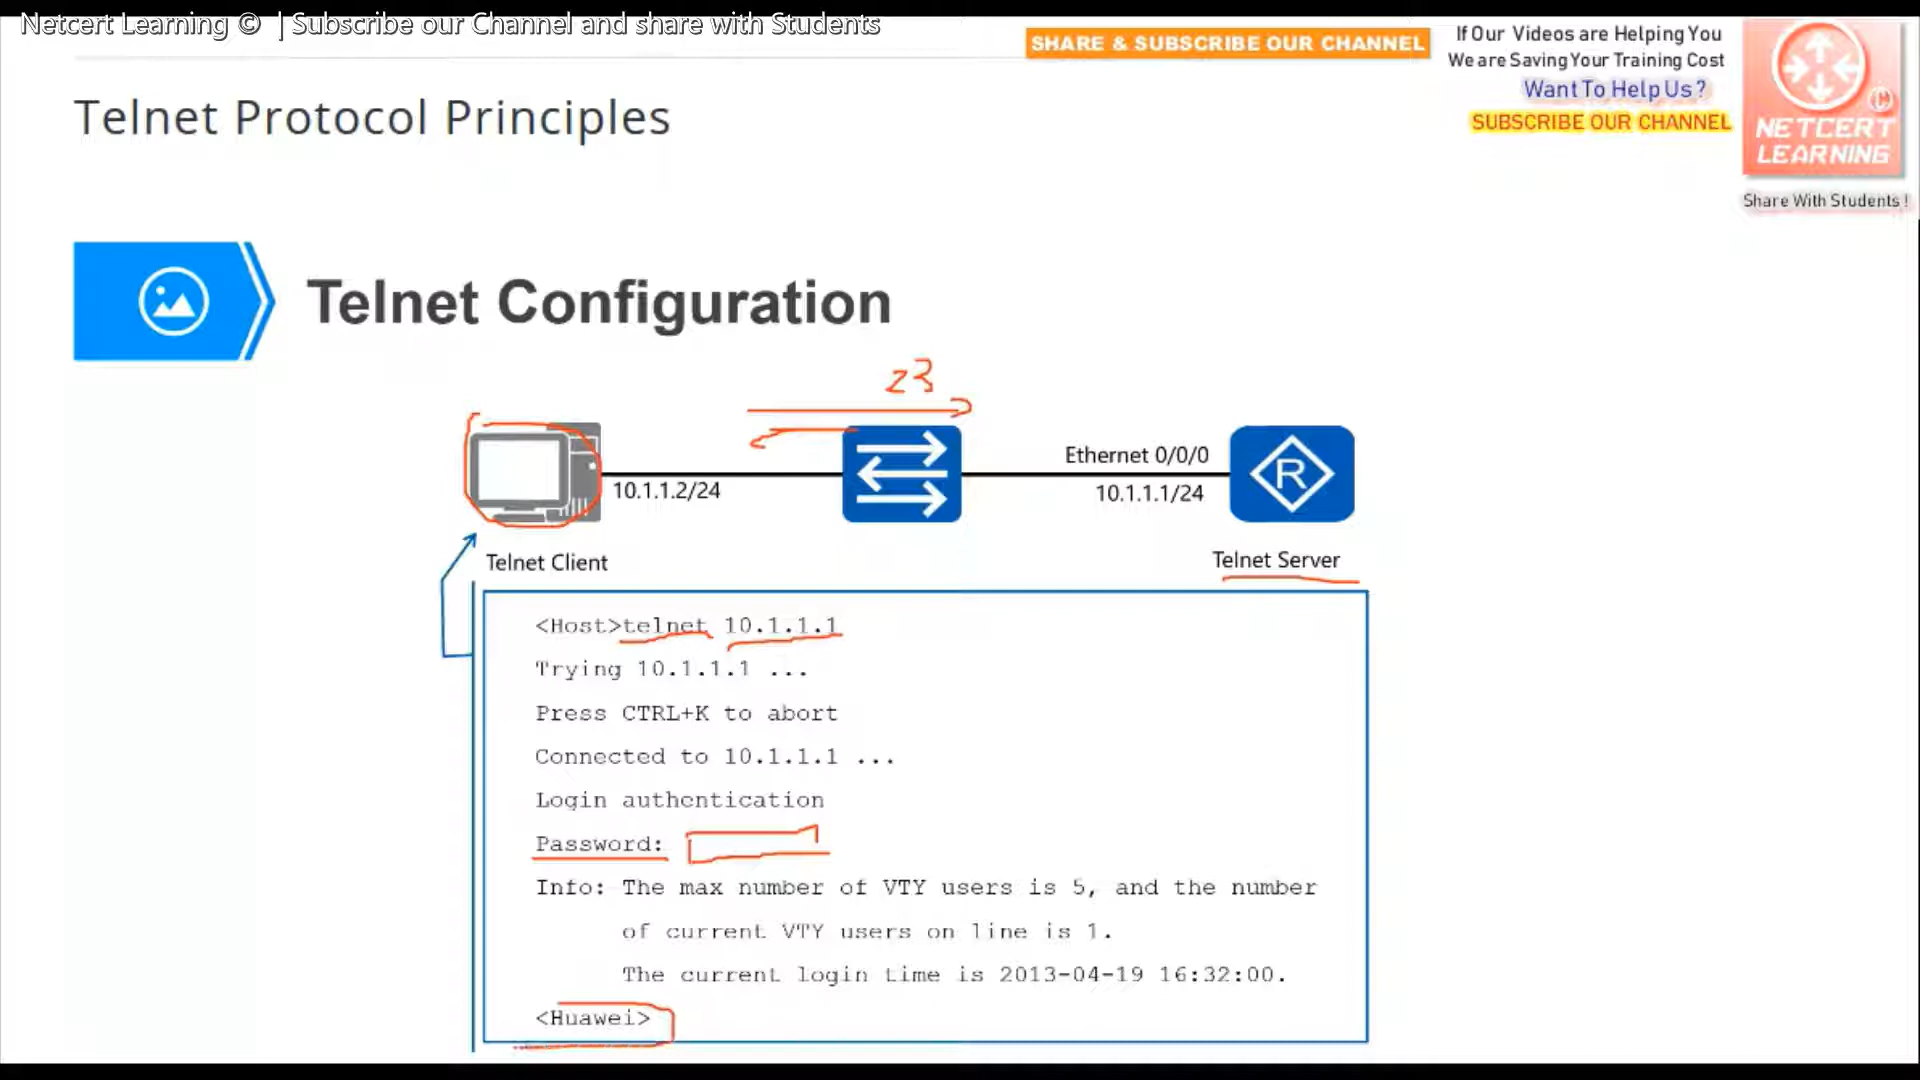 Netcert Learning © | Subscribe our Channel and share with Students
SHARE & SUBSCRIBE OUR CHANNEL
If Our Videos are Helping You
We are Saving Your Training Cost
Want To Help Us ?
SUBSCRIBE OUR CHANNEL
NETCERT
LEARNING
Share With Students !
Telnet Protocol Principles
Telnet Configuration
23
Ethernet 0/0/0
10.1.1.2/24
10.1.1.1/24
R
Telnet Client
Telnet Server
<Host>telnet 10.1.1.1
Trying 10.1.1.1 ...
Press CTRL+K to abort
Connected to 10.1.1.1 ...
Login authentication
Password:
Info: The max number of VTY users is 5, and the number
of current VTY users on line is 1.
The current login time is 2013-04-19 16:32:00.
<Huawei>